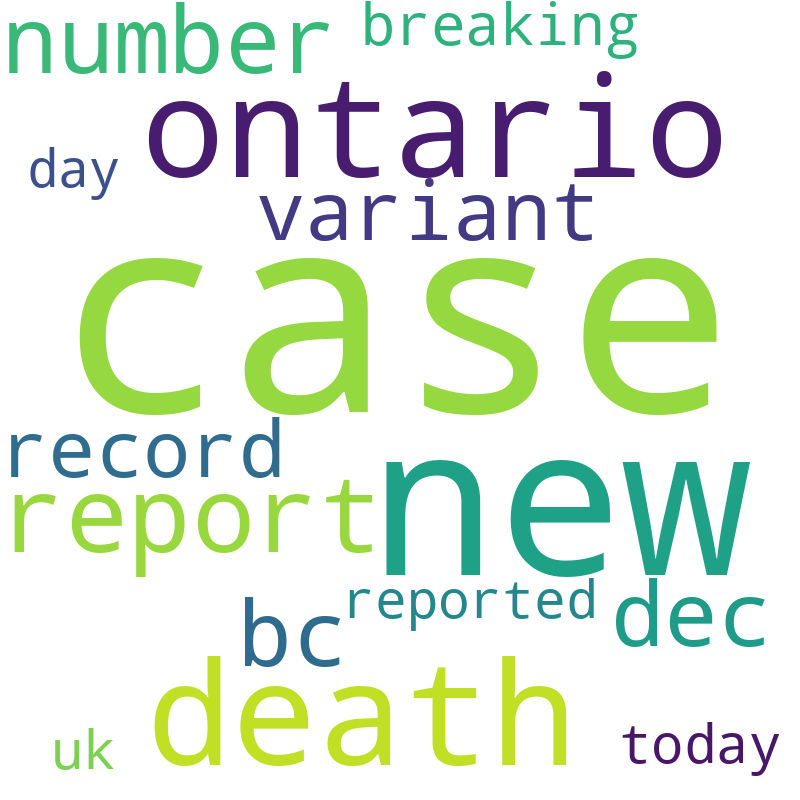 number breaking
ontario
day
variant
case
record
new
report
reported
dec
bc
death
uk
today